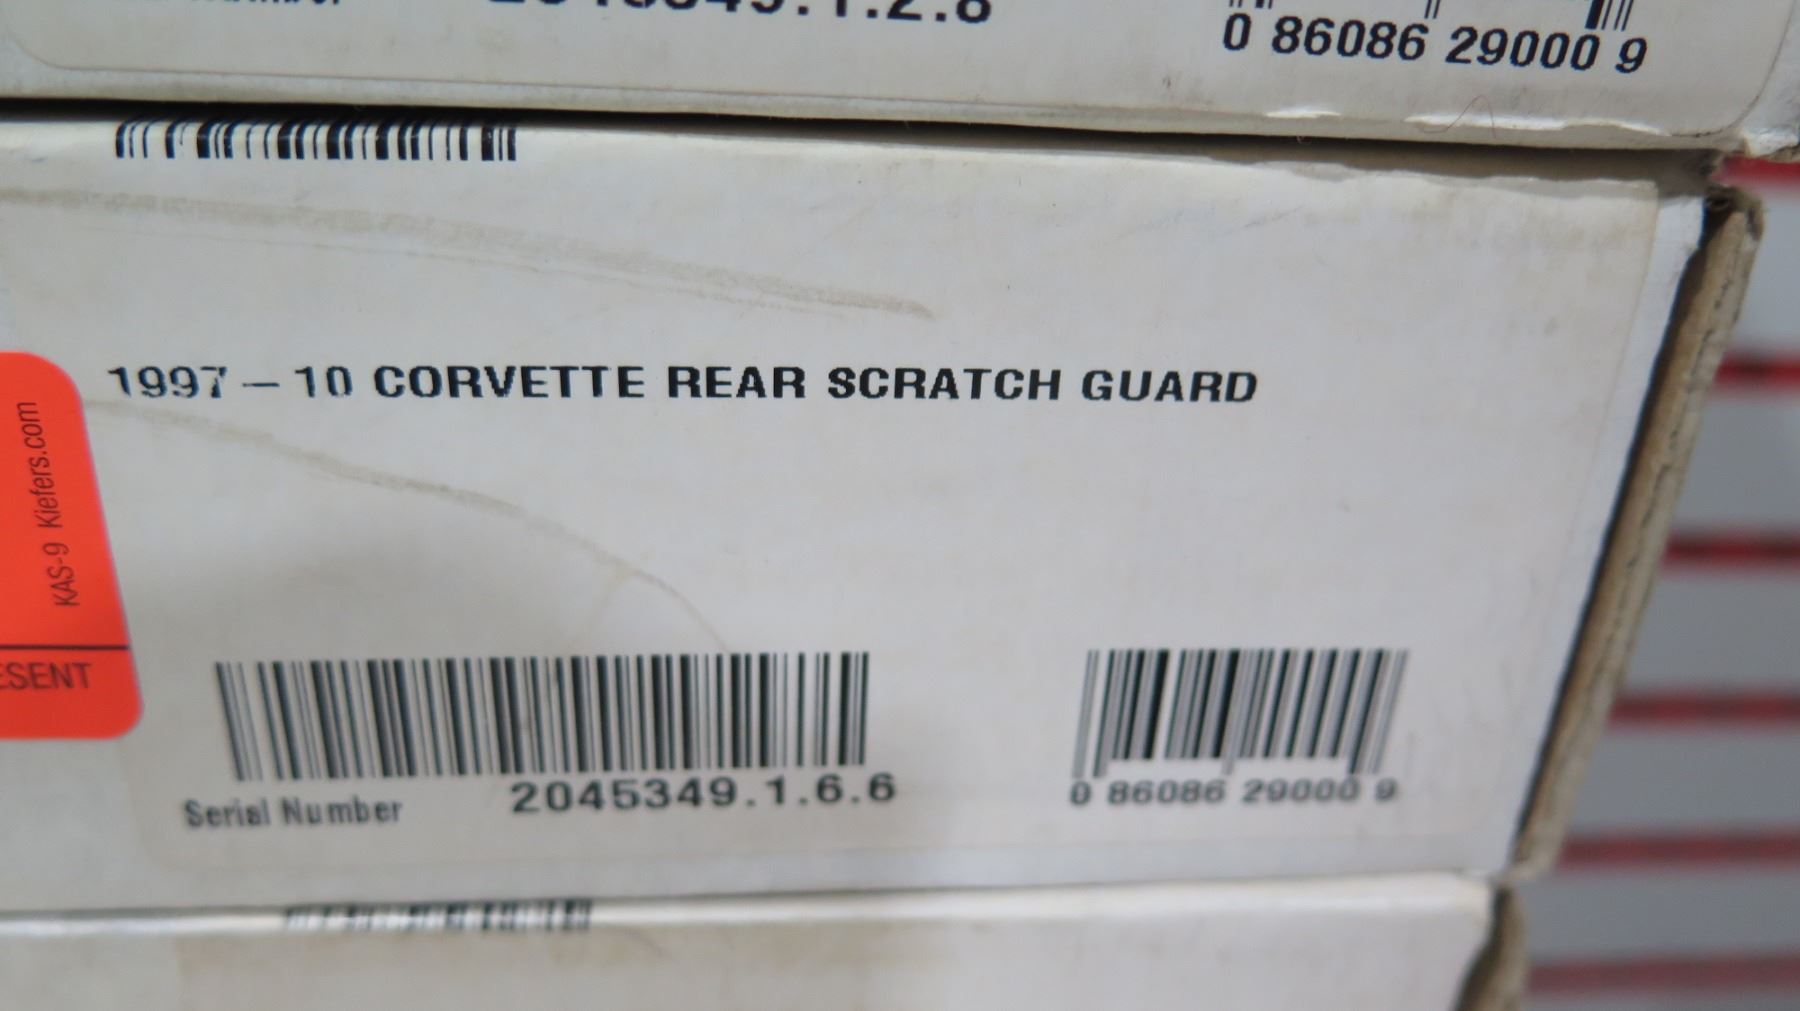 0 86086 29000 9
1997 – 10 CORVETTE REAR SCRATCH GUARD
KAS-9 Kiefers.com
Serial Number 2045349.1.6.6
0 86086 29000 9